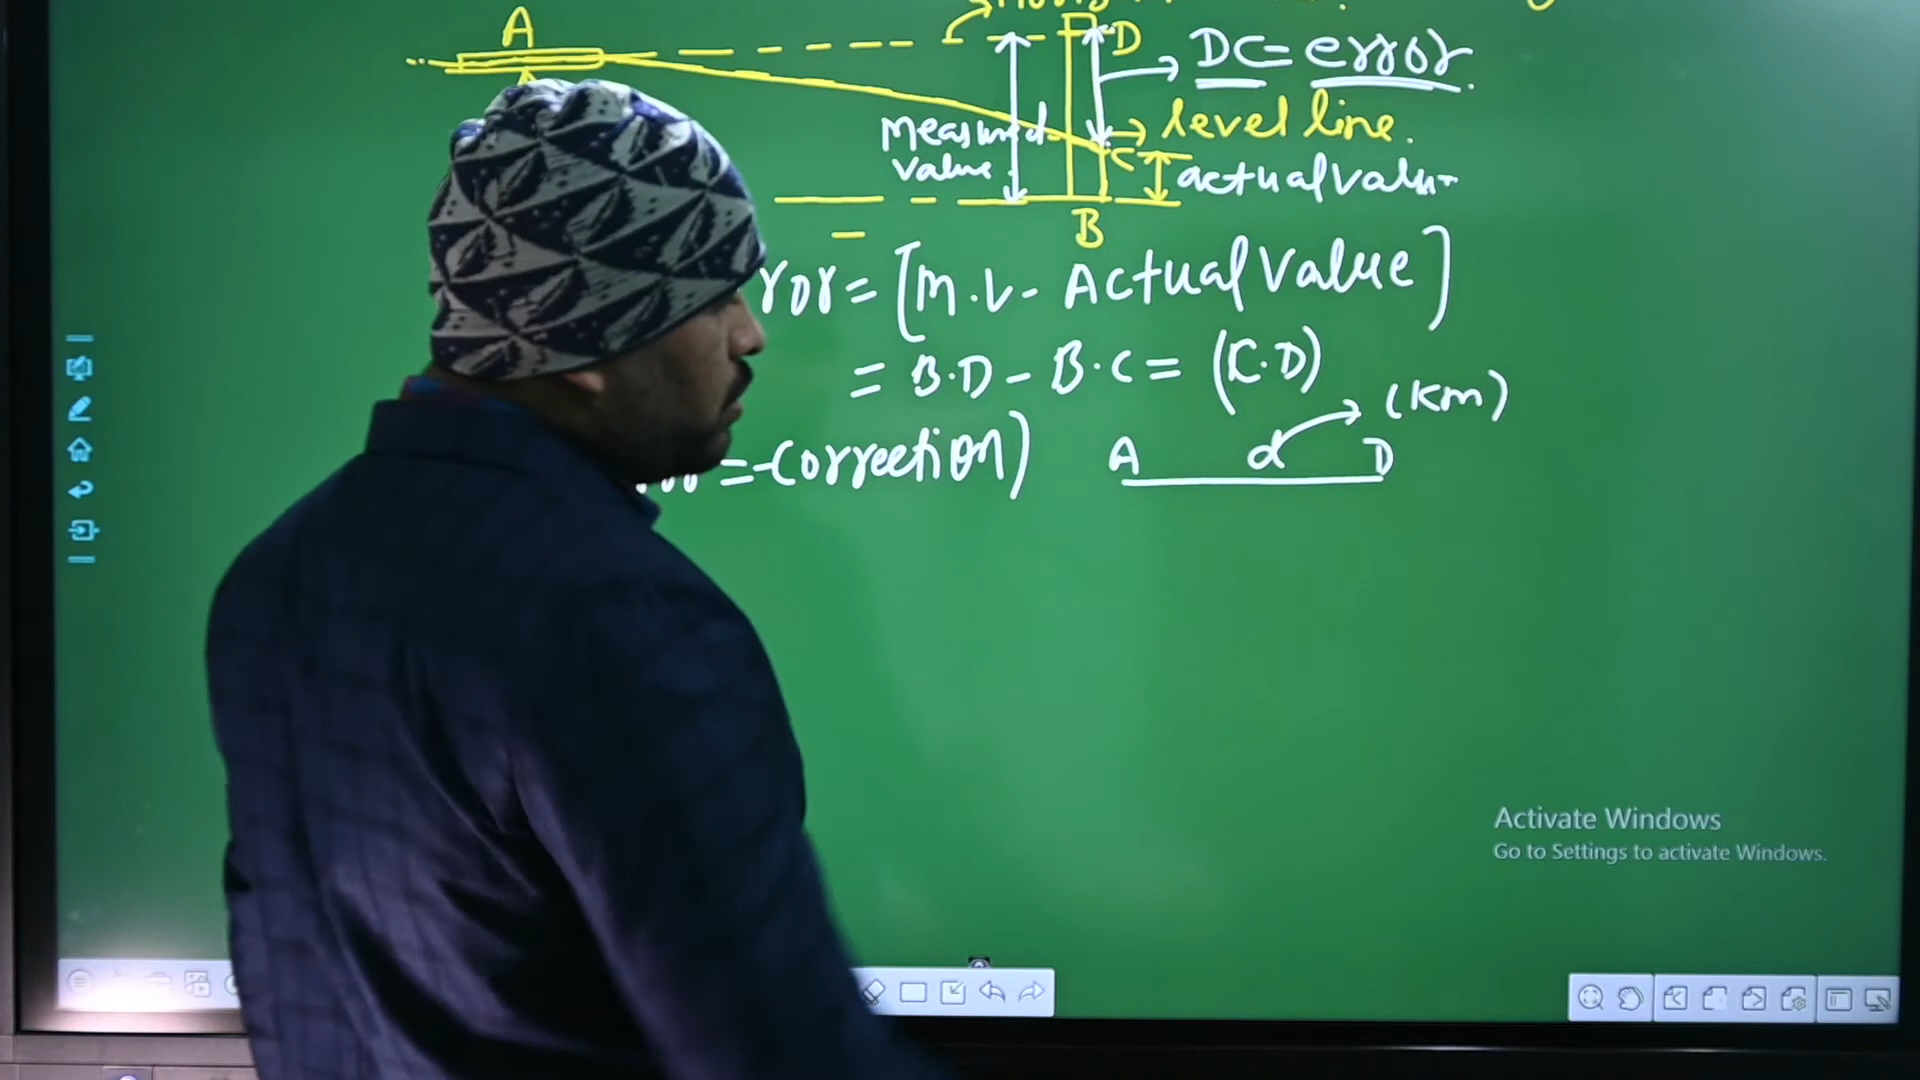 A
D
DC = error.
level line.
measured
value
C
actual value
B
ror = [M.V - Actual Value]
= B.D - B.C = (C.D)
(Km)
= -correction)
A d D
Activate Windows
Go to Settings to activate Windows.